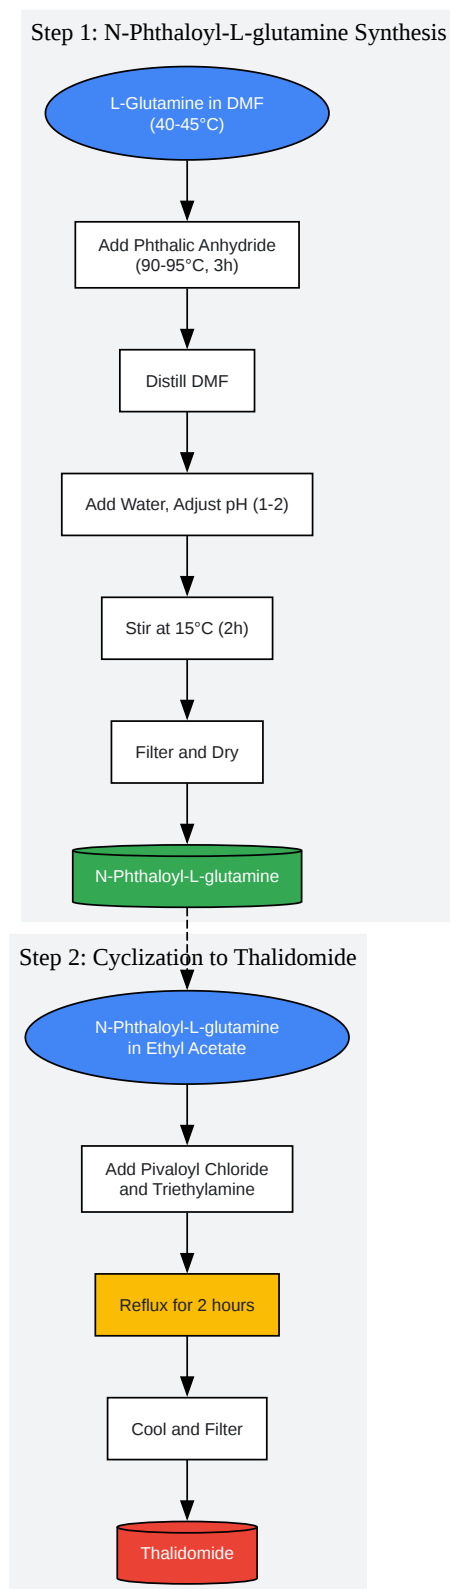 Step 1: N-Phthaloyl-L-glutamine Synthesis
L-Glutamine in DMF
(40-45°C)
Add Phthalic Anhydride
(90-95°C, 3h)
Distill DMF
Add Water, Adjust pH (1-2)
Stir at 15°C (2h)
Filter and Dry
N-Phthaloyl-L-glutamine
Step 2: Cyclization to Thalidomide
N-Phthaloyl-L-glutamine
in Ethyl Acetate
Add Pivaloyl Chloride
and Triethylamine
Reflux for 2 hours
Cool and Filter
Thalidomide